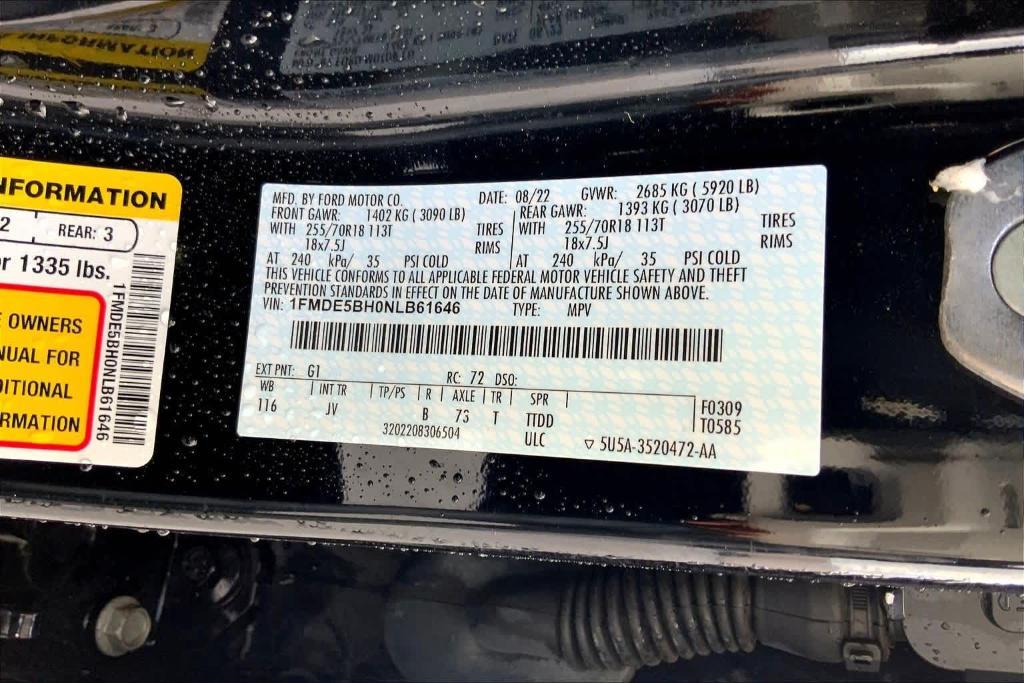 NFORMATION
2 REAR: 3
r 1335 lbs.
OWNERS
NUAL FOR
DITIONAL
RMATION
1FMDE5BH0NLB61646
MFD. BY FORD MOTOR CO. DATE: 08/22 GVWR: 2685 KG ( 5920 LB)
FRONT GAWR: 1402 KG ( 3090 LB) REAR GAWR: 1393 KG ( 3070 LB)
WITH 255/70R18 113T TIRES 255/70R18 113T TIRES
18x7.5J RIMS 18x7.5J RIMS
AT 240 kPa/ 35 PSI COLD AT 240 kPa/ 35 PSI COLD
THIS VEHICLE CONFORMS TO ALL APPLICABLE FEDERAL MOTOR VEHICLE SAFETY AND THEFT
PREVENTION STANDARDS IN EFFECT ON THE DATE OF MANUFACTURE SHOWN ABOVE.
VIN: 1FMDE5BH0NLB61646 TYPE: MPV
EXT PNT: G1 RC: 72 DSO:
WB INT TR TP/PS R AXLE TR SPR
116 JV B 73 T TTDD
F0309
T0585
320220B306504 ULC ▽ 5U5A-3520472-AA